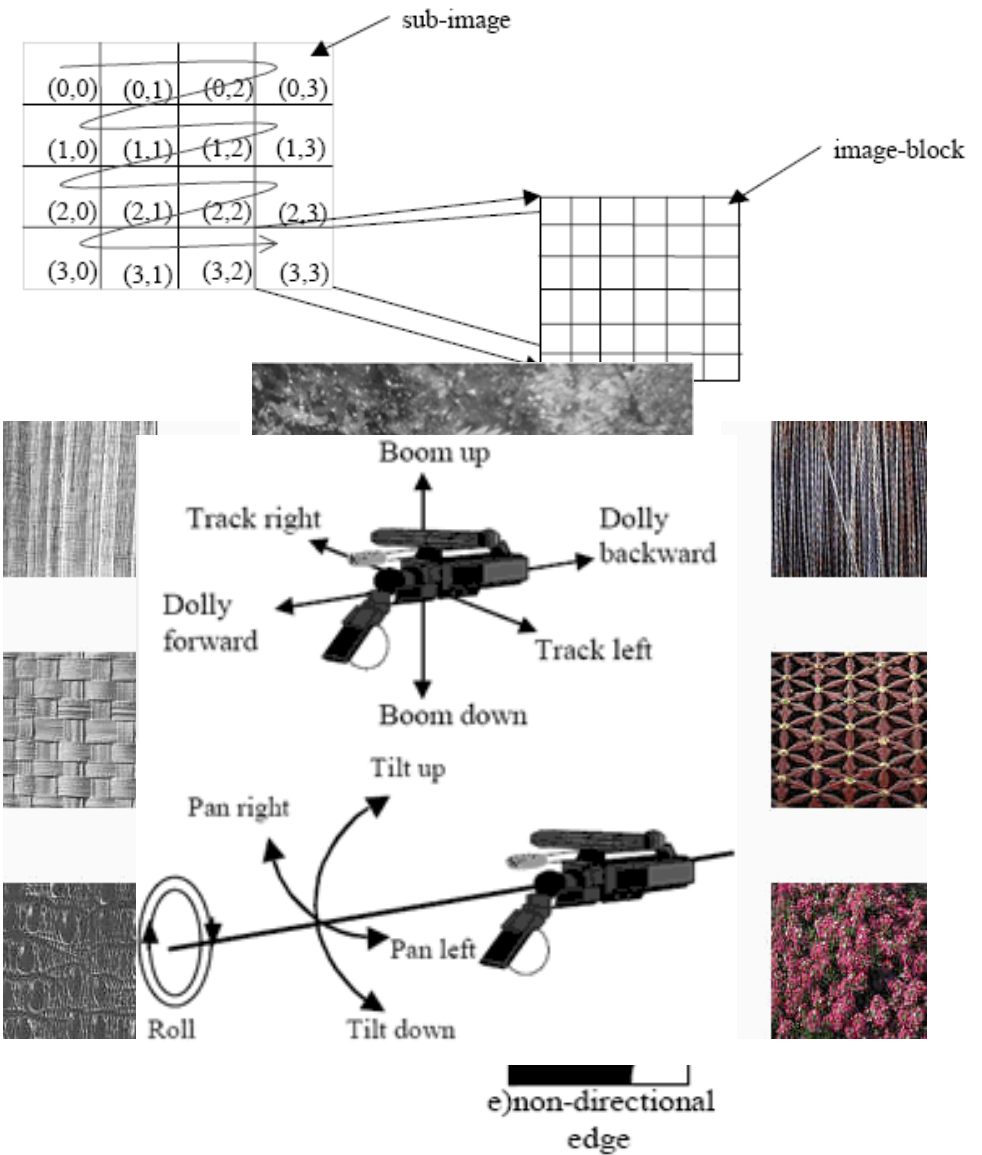 sub-image
(0,0) (0,1) (0,2) (0,3)
(1,0) (1,1) (1,2) (1,3)
(2,0) (2,1) (2,2) (2,3)
(3,0) (3,1) (3,2) (3,3)
image-block
Boom up
Track right
Dolly
backward
Dolly
forward
Track left
Boom down
Tilt up
Pan right
Pan left
Roll
Tilt down
e)non-directional
edge